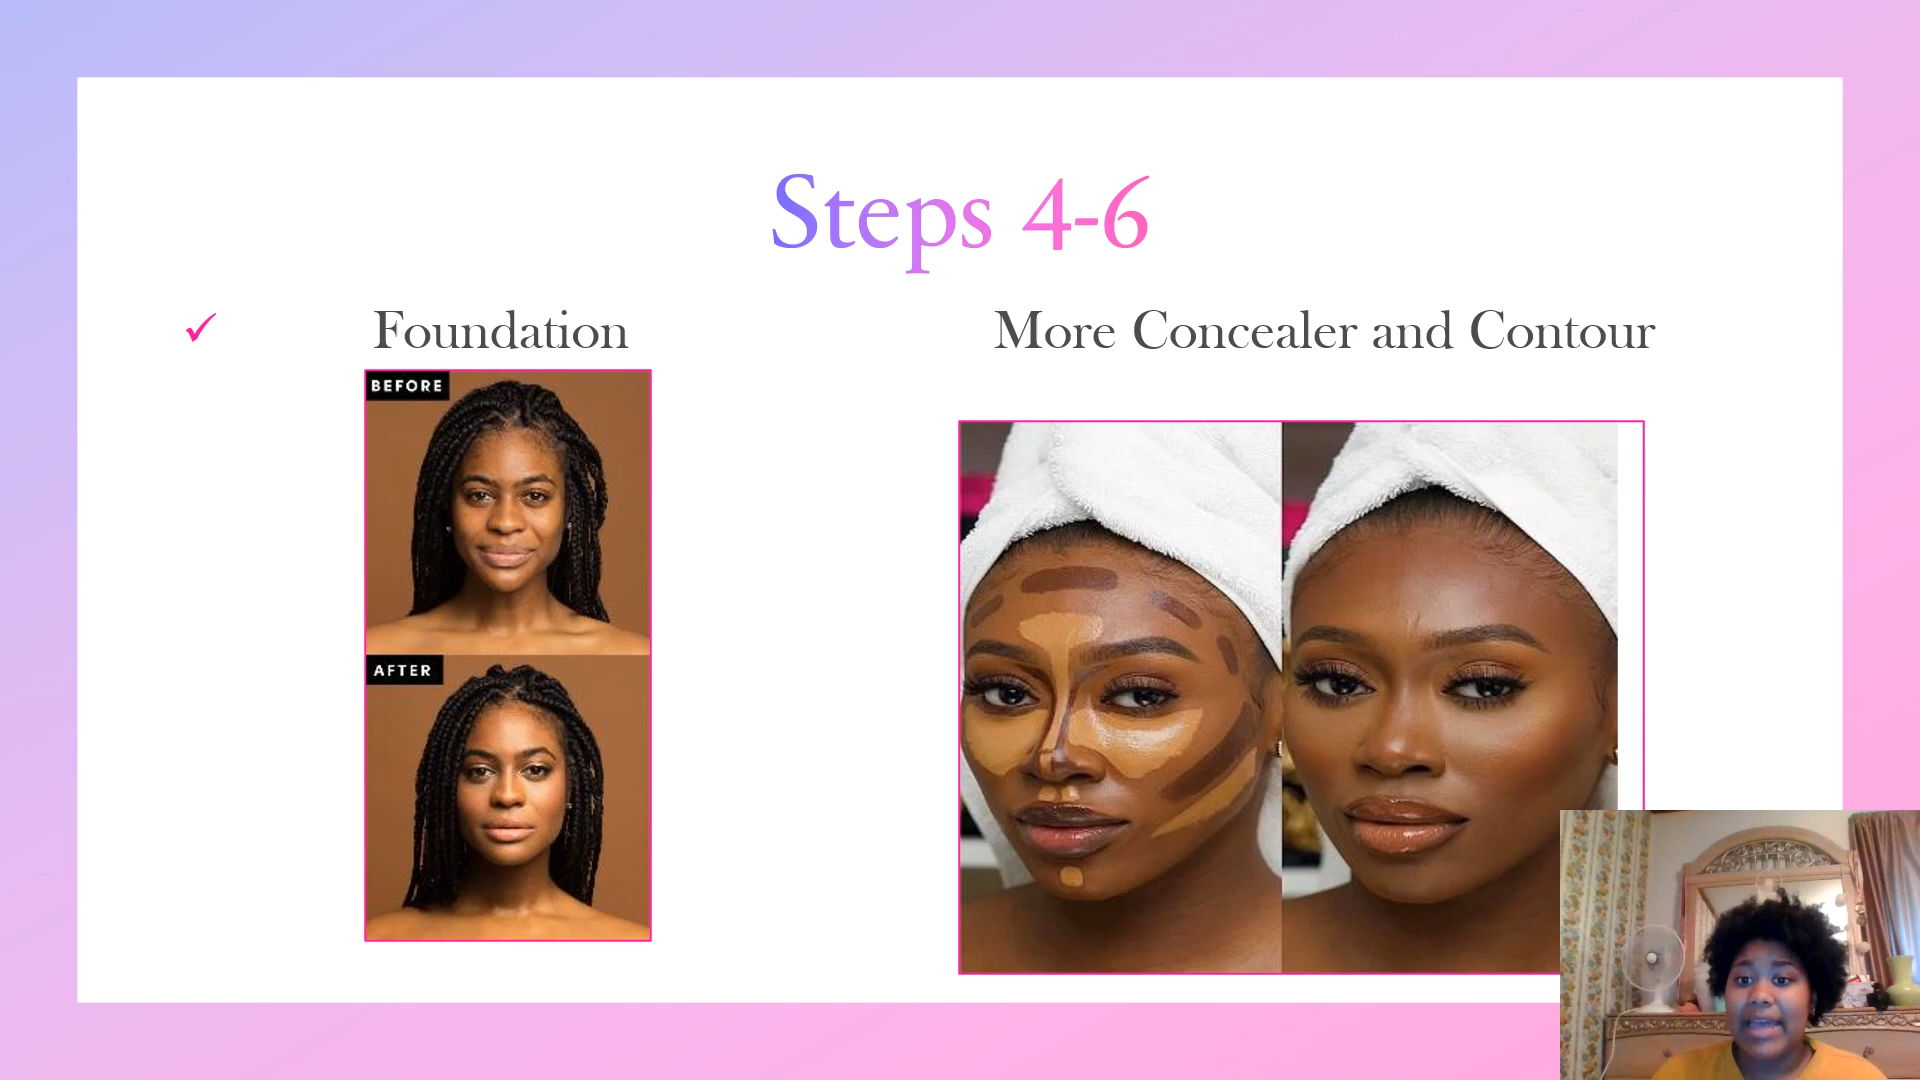 Steps 4-6
✓ Foundation
More Concealer and Contour
BEFORE
AFTER